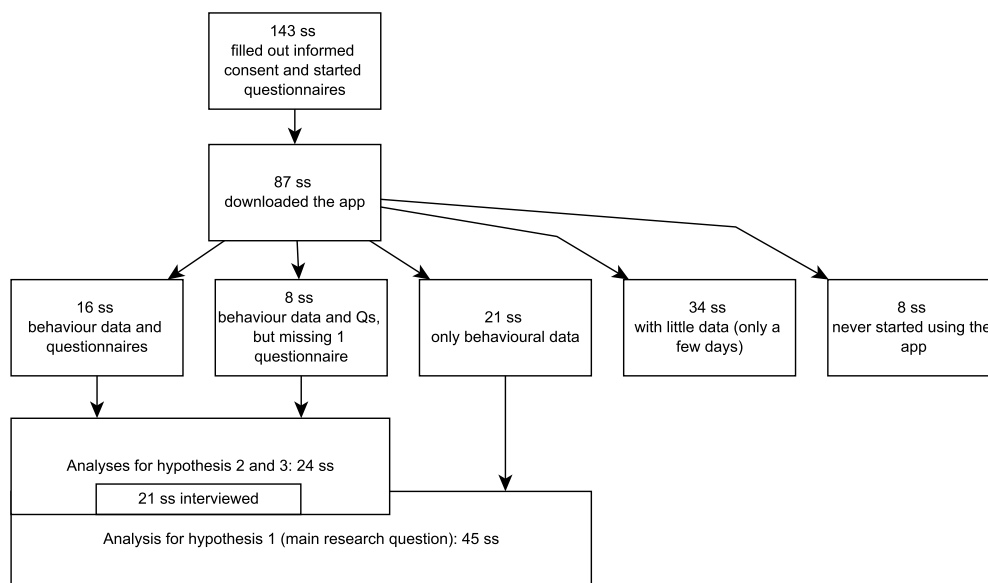 143 ss
filled out informed
consent and started
questionnaires
87 ss
downloaded the app
16 ss
behaviour data and
questionnaires
8 ss
behaviour data and Qs,
but missing 1
questionnaire
21 ss
only behavioural data
34 ss
with little data (only a
few days)
8 ss
never started using the
app
Analyses for hypothesis 2 and 3: 24 ss
21 ss interviewed
Analysis for hypothesis 1 (main research question): 45 ss